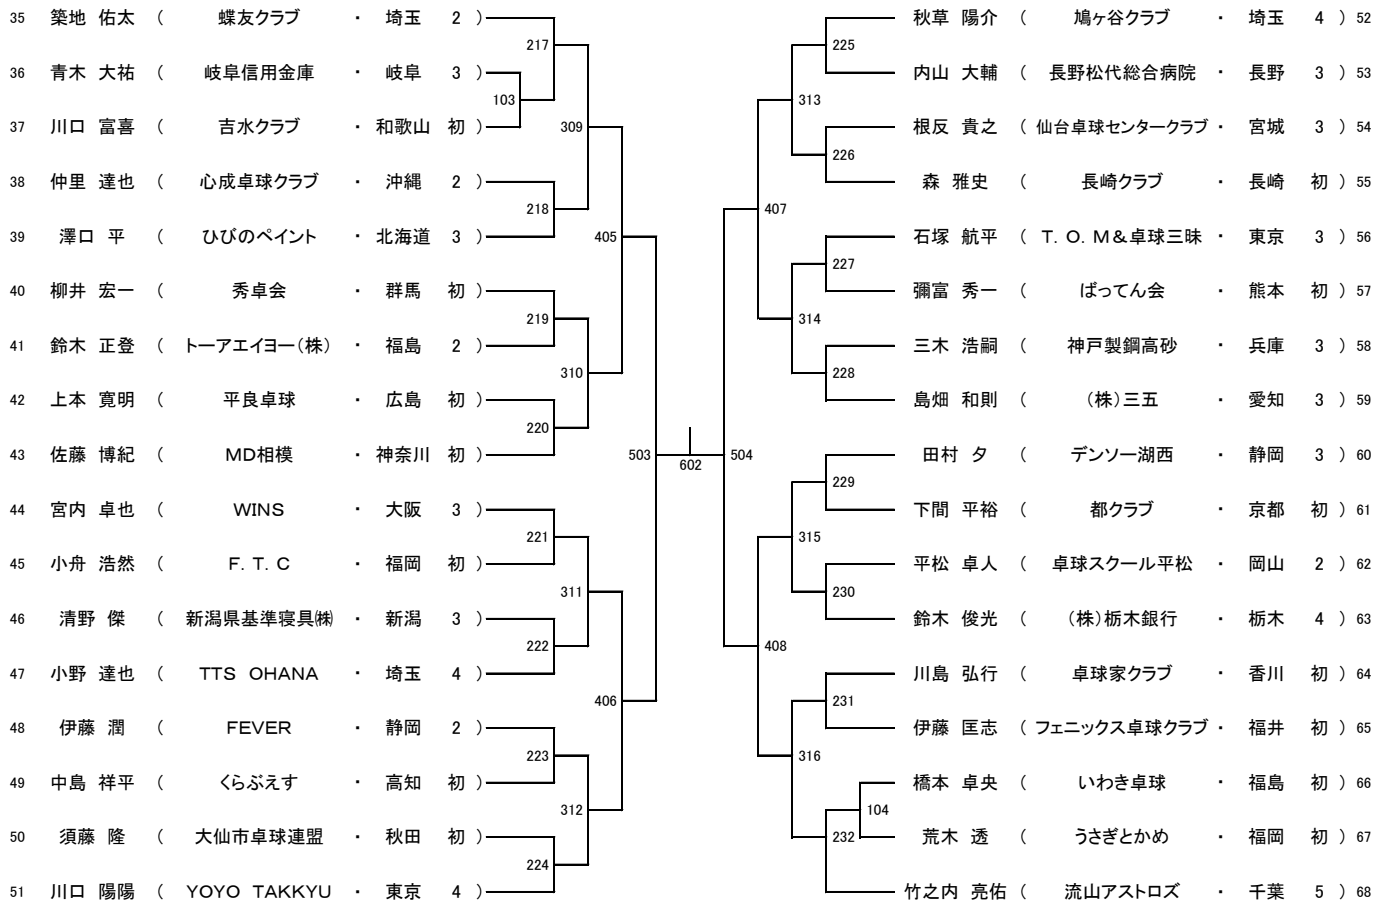 35 築地 佑太 ( 蝶友クラブ ・ 埼玉 2 )
217
36 青木 大祐 ( 岐阜信用金庫 ・ 岐阜 3 )
103
37 川口 富喜 ( 吉水クラブ ・ 和歌山 初 )
309
38 仲里 達也 ( 心成卓球クラブ ・ 沖縄 2 )
218
39 澤口 平 ( ひびのペイント ・ 北海道 3 )
405
40 柳井 宏一 ( 秀卓会 ・ 群馬 初 )
219
41 鈴木 正登 ( トーアエイヨー(株) ・ 福島 2 )
310
42 上本 寛明 ( 平良卓球 ・ 広島 初 )
220
43 佐藤 博紀 ( MD相模 ・ 神奈川 初 )
503
44 宮内 卓也 ( WINS ・ 大阪 3 )
221
45 小舟 浩然 ( F.T.C ・ 福岡 初 )
311
46 清野 傑 ( 新潟県基準寝具㈱ ・ 新潟 3 )
222
47 小野 達也 ( TTS OHANA ・ 埼玉 4 )
406
48 伊藤 潤 ( FEVER ・ 静岡 2 )
223
49 中島 祥平 ( くらぶえす ・ 高知 初 )
312
50 須藤 隆 ( 大仙市卓球連盟 ・ 秋田 初 )
224
51 川口 陽陽 ( YOYO TAKKYU ・ 東京 4 )
602
秋草 陽介 ( 鳩ヶ谷クラブ ・ 埼玉 4 ) 52
225
内山 大輔 ( 長野松代総合病院 ・ 長野 3 ) 53
313
根反 貴之 ( 仙台卓球センタークラブ ・ 宮城 3 ) 54
226
森 雅史 ( 長崎クラブ ・ 長崎 初 ) 55
407
石塚 航平 ( T.O.M&卓球三昧 ・ 東京 3 ) 56
227
彌富 秀一 ( ばってん会 ・ 熊本 初 ) 57
314
三木 浩嗣 ( 神戸製鋼高砂 ・ 兵庫 3 ) 58
228
島畑 和則 ( (株)三五 ・ 愛知 3 ) 59
504
田村 夕 ( デンソー湖西 ・ 静岡 3 ) 60
229
下間 平裕 ( 都クラブ ・ 京都 初 ) 61
315
平松 卓人 ( 卓球スクール平松 ・ 岡山 2 ) 62
230
鈴木 俊光 ( (株)栃木銀行 ・ 栃木 4 ) 63
408
川島 弘行 ( 卓球家クラブ ・ 香川 初 ) 64
231
伊藤 匡志 ( フェニックス卓球クラブ ・ 福井 初 ) 65
316
橋本 卓央 ( いわき卓球 ・ 福島 初 ) 66
104
荒木 透 ( うさぎとかめ ・ 福岡 初 ) 67
232
竹之内 亮佑 ( 流山アストロズ ・ 千葉 5 ) 68